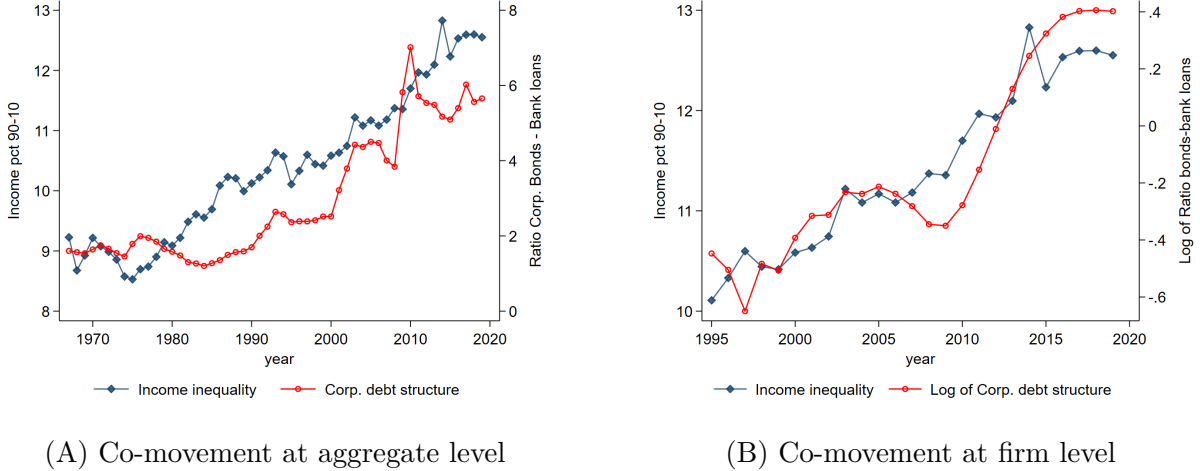 13
12
11
10
9
8
Income pct 90-10
8
6
4
2
0
Ratio Corp. Bonds - Bank loans
1970 1980 1990 2000 2010 2020
year
Income inequality Corp. debt structure
(A) Co-movement at aggregate level
13
12
11
10
Income pct 90-10
.4
.2
0
-.2
-.4
-.6
Log of Ratio bonds-bank loans
1995 2000 2005 2010 2015 2020
year
Income inequality Log of Corp. debt structure
(B) Co-movement at firm level